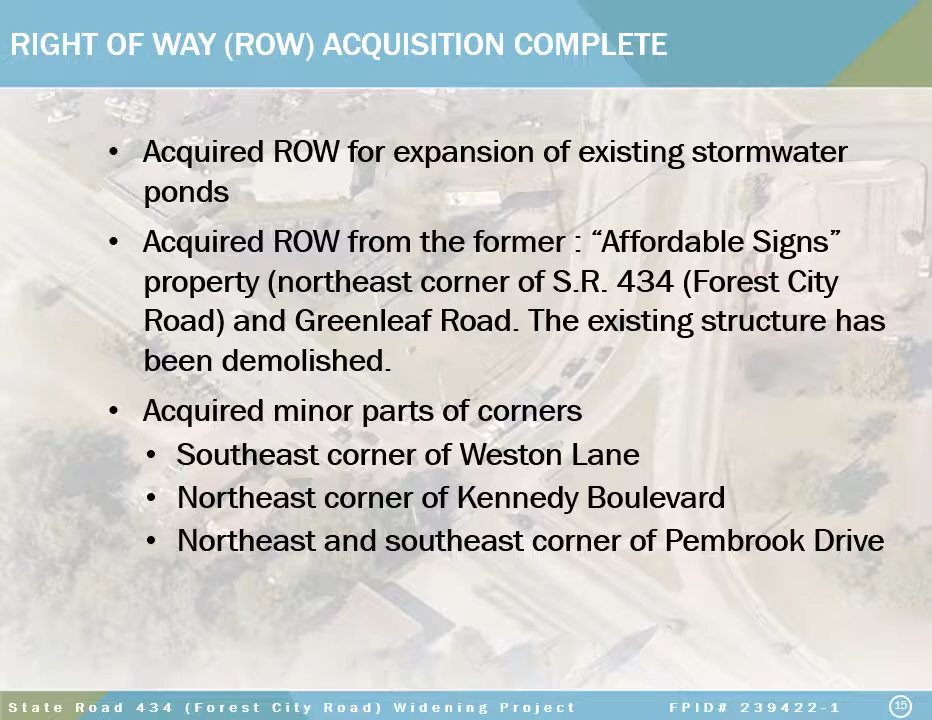 RIGHT OF WAY (ROW) ACQUISITION COMPLETE
• Acquired ROW for expansion of existing stormwater
ponds
• Acquired ROW from the former : “Affordable Signs”
property (northeast corner of S.R. 434 (Forest City
Road) and Greenleaf Road. The existing structure has
been demolished.
• Acquired minor parts of corners
• Southeast corner of Weston Lane
• Northeast corner of Kennedy Boulevard
• Northeast and southeast corner of Pembrook Drive
State Road 434 (Forest City Road) Widening Project FPID# 239422-1 15